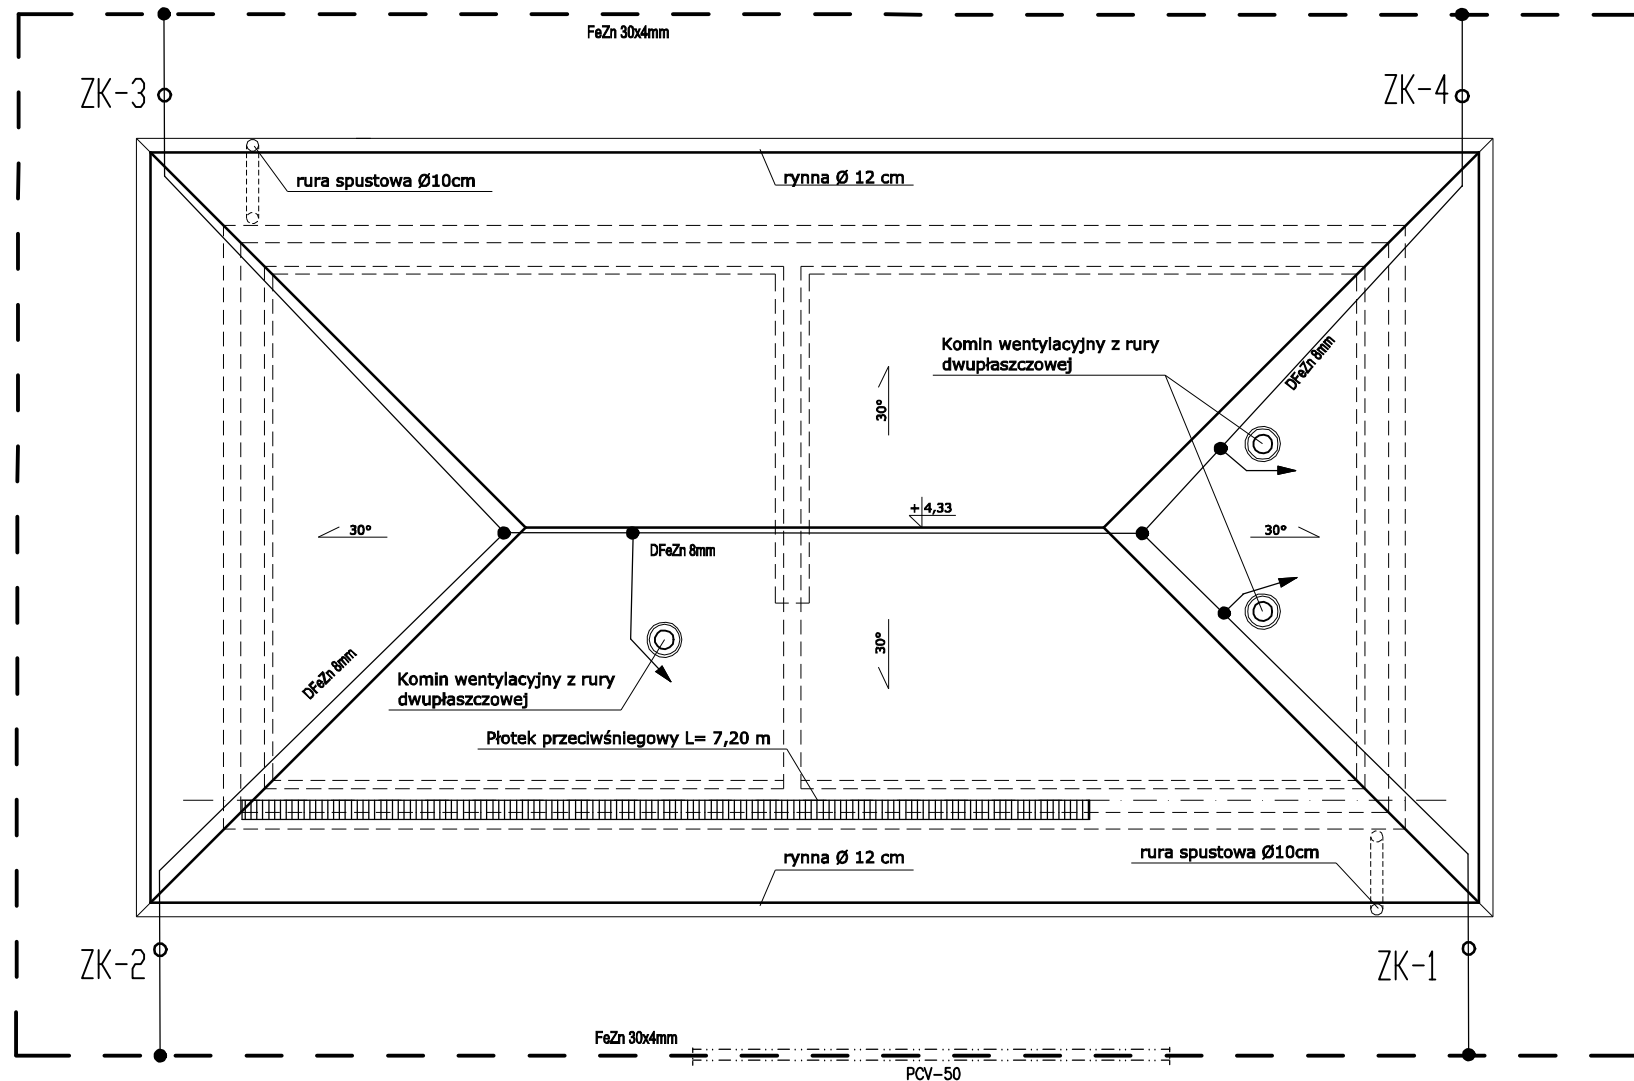 FeZn 30x4mm
ZK-3
ZK-4
rura spustowa Ø10cm
rynna Ø 12 cm
Komin wentylacyjny z rury
dwupłaszczowej
DFeZn 8mm
30°
+ 4,33
30°
30°
DFeZn 8mm
30°
DFeZn 8mm
Komin wentylacyjny z rury
dwupłaszczowej
Płotek przeciwśniegowy L= 7,20 m
rynna Ø 12 cm
rura spustowa Ø10cm
ZK-2
ZK-1
FeZn 30x4mm
PCV-50